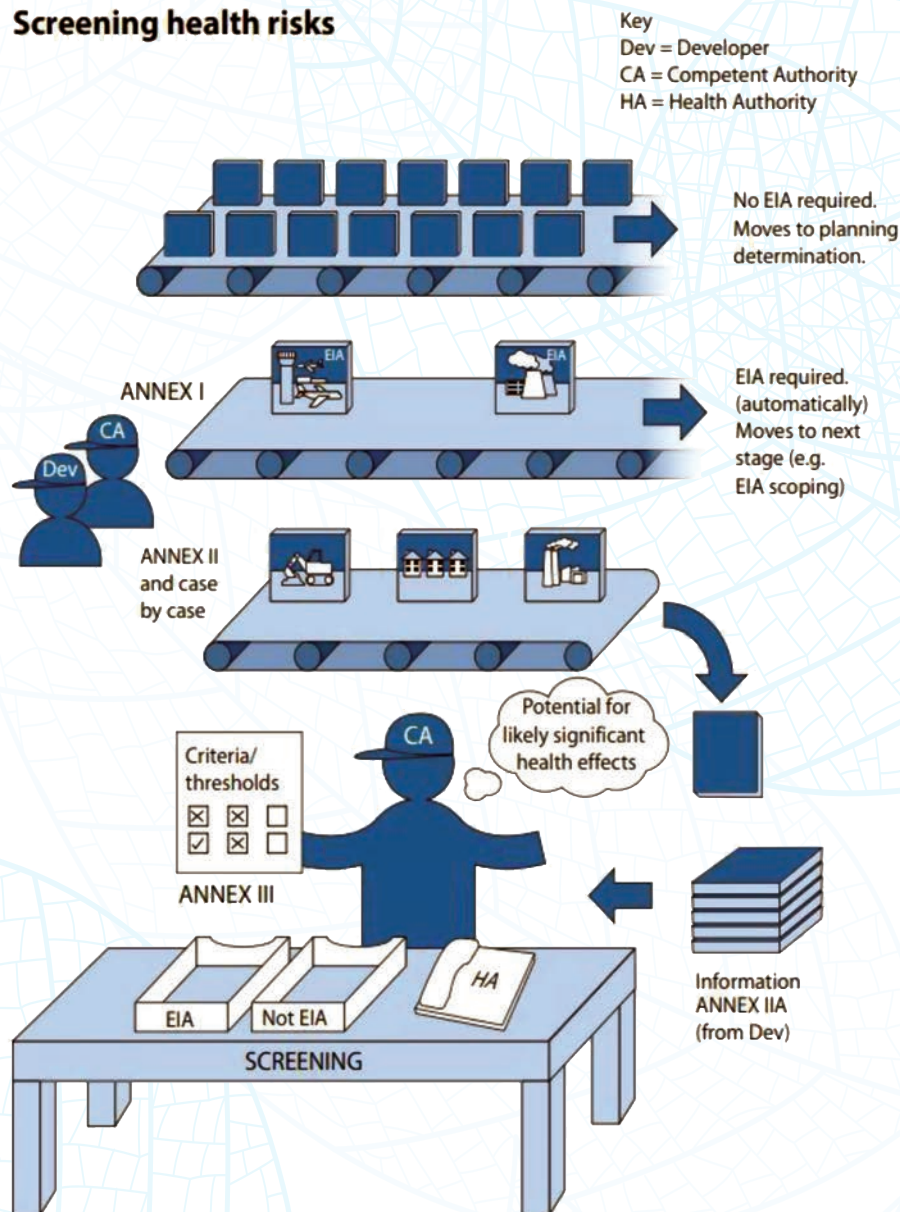 Screening health risks
Key
Dev = Developer
CA = Competent Authority
HA = Health Authority
No EIA required.
Moves to planning
determination.
EIA
EIA
ANNEX I
EIA required.
(automatically)
Moves to next
stage (e.g.
EIA scoping)
CA
Dev
ANNEX II
and case
by case
Potential for
likely significant
health effects
CA
Criteria/
thresholds
ANNEX III
HA
Information
ANNEX IIA
(from Dev)
EIA
Not EIA
SCREENING